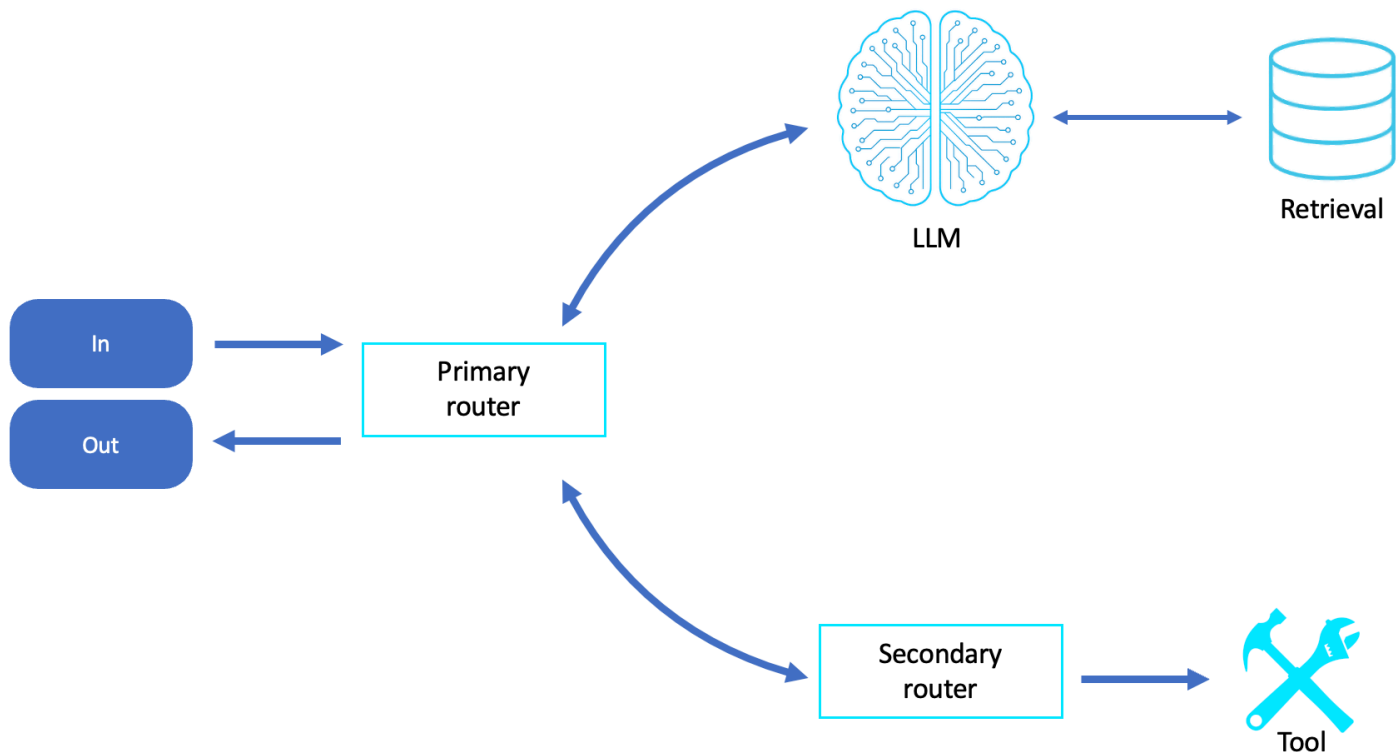 LLM
Retrieval
In
Primary
router
Out
Secondary
router
Tool